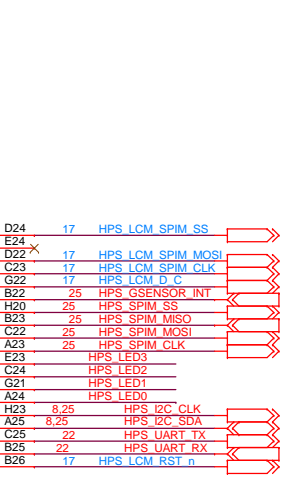 D24 17 HPS_LCM_SPIM_SS
E24
D22 17 HPS_LCM_SPIM_MOSI
C23 17 HPS_LCM_SPIM_CLK
G22 17 HPS_LCM_D_C
B22 25 HPS_GSENSOR_INT
H20 25 HPS_SPIM_SS
B23 25 HPS_SPIM_MISO
C22 25 HPS_SPIM_MOSI
A23 25 HPS_SPIM_CLK
E23 HPS_LED3
C24 HPS_LED2
G21 HPS_LED1
A24 HPS_LED0
H23 8,25 HPS_I2C_CLK
A25 8,25 HPS_I2C_SDA
C25 22 HPS_UART_TX
B25 22 HPS_UART_RX
B26 17 HPS_LCM_RST_n